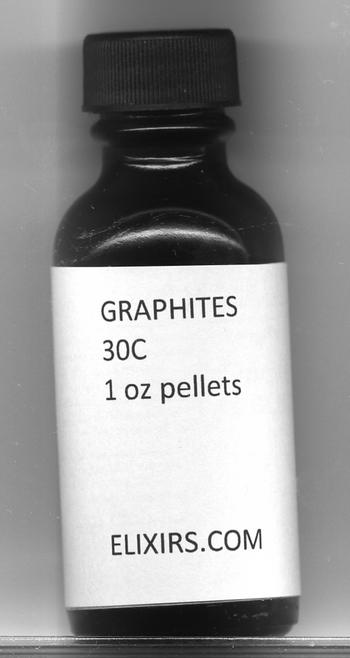 GRAPHITES
30C
1 oz pellets
ELIXIRS.COM